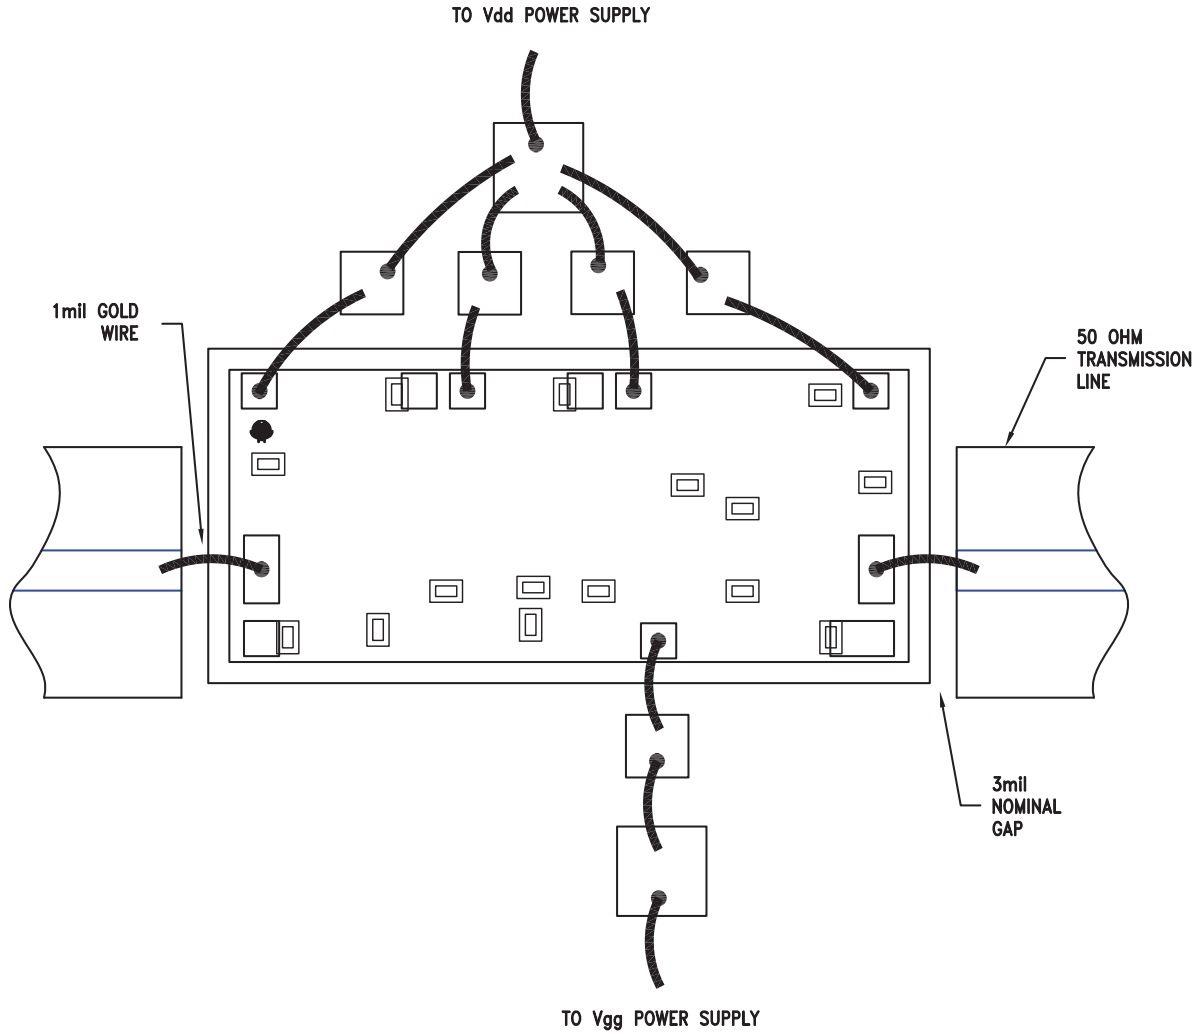 TO Vdd POWER SUPPLY
1mil GOLD
WIRE
50 OHM
TRANSMISSION
LINE
3mil
NOMINAL
GAP
TO Vgg POWER SUPPLY